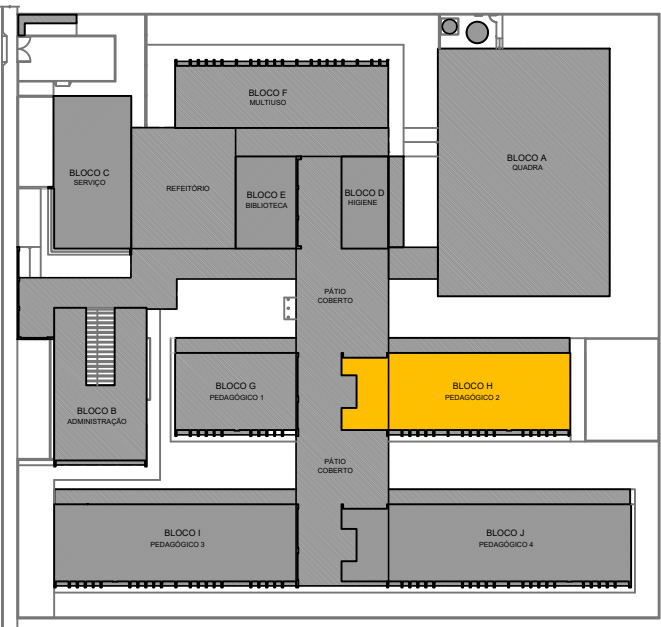 BLOCO F
MULTIUSO
BLOCO A
QUADRA
BLOCO C
SERVIÇO
REFEITÓRIO
BLOCO E
BIBLIOTECA
BLOCO D
HIGIENE
PÁTIO
COBERTO
BLOCO G
PEDAGÓGICO 1
BLOCO H
PEDAGÓGICO 2
BLOCO B
ADMINISTRAÇÃO
PÁTIO
COBERTO
BLOCO I
PEDAGÓGICO 3
BLOCO J
PEDAGÓGICO 4